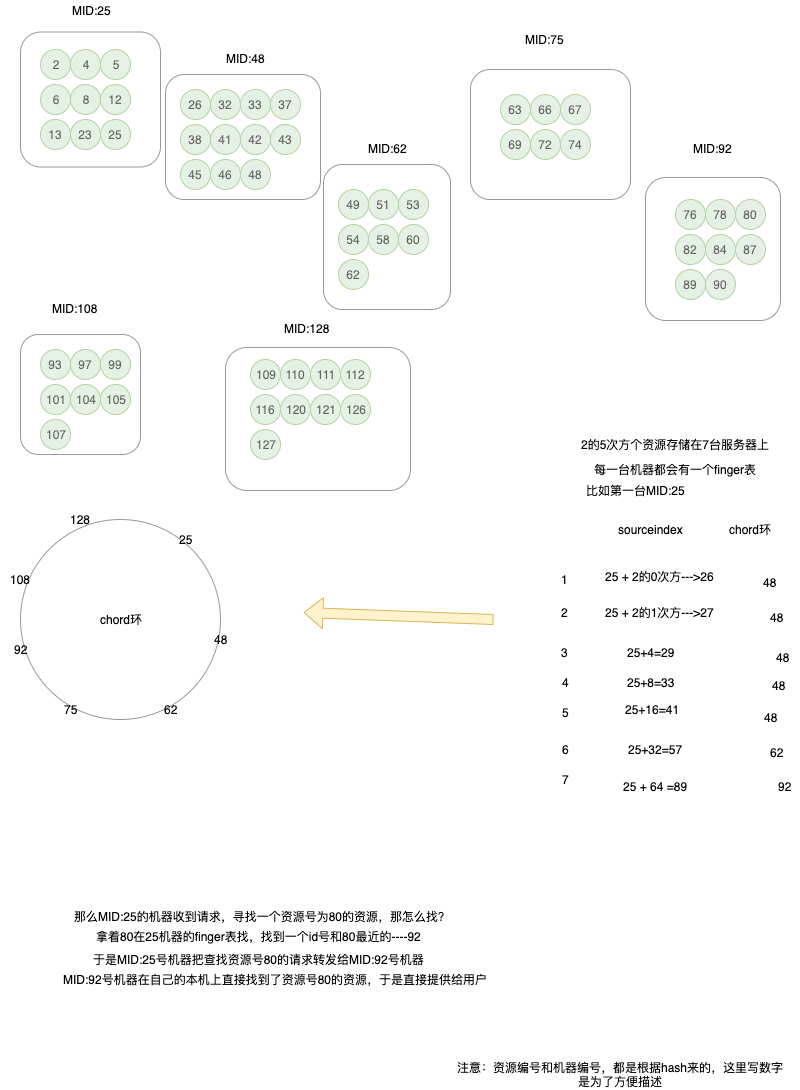 MID:25
2 4 5
6 8 12
13 23 25
MID:48
26 32 33 37
38 41 42 43
45 46 48
MID:62
49 51 53
54 58 60
62
MID:75
63 66 67
69 72 74
MID:92
76 78 80
82 84 87
89 90
MID:108
93 97 99
101 104 105
107
MID:128
109 110 111 112
116 120 121 126
127
2的5次方个资源存储在7台服务器上
每一台机器都会有一个finger表
比如第一台MID:25
sourceindex chord环
1 25 + 2的0次方--->26 48
2 25 + 2的1次方--->27 48
3 25+4=29 48
4 25+8=33 48
5 25+16=41 48
6 25+32=57 62
7 25 + 64 =89 92
128
25
108
chord环
48
92
75
62
那么MID:25的机器收到请求，寻找一个资源号为80的资源，那怎么找？
拿着80在25机器的finger表找，找到一个id号和80最近的----92
于是MID:25号机器把查找资源号80的请求转发给MID:92号机器
MID:92号机器在自己的本机上直接找到了资源号80的资源，于是直接提供给用户
注意：资源编号和机器编号，都是根据hash来的，这里写数字
是为了方便描述